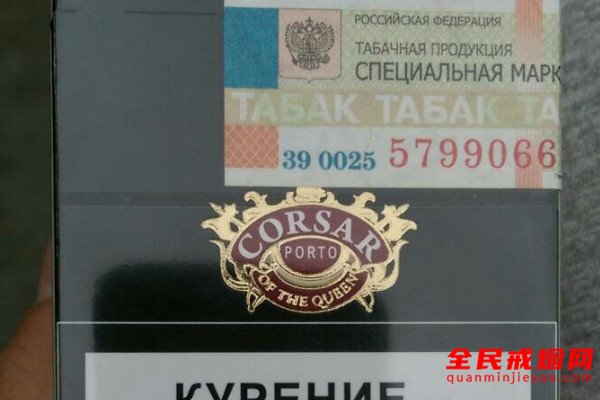 РОССИЙСКАЯ ФЕДЕРАЦИЯ
ТАБАЧНАЯ ПРОДУКЦИЯ
СПЕЦИАЛЬНАЯ МАРК
ТАБАК ТАБАК ТА
39 0025 5799066
CORSAR
PORTO
OF THE QUEEN
КУРЕНИЕ
全民戒烟网
quanminjieyan.com